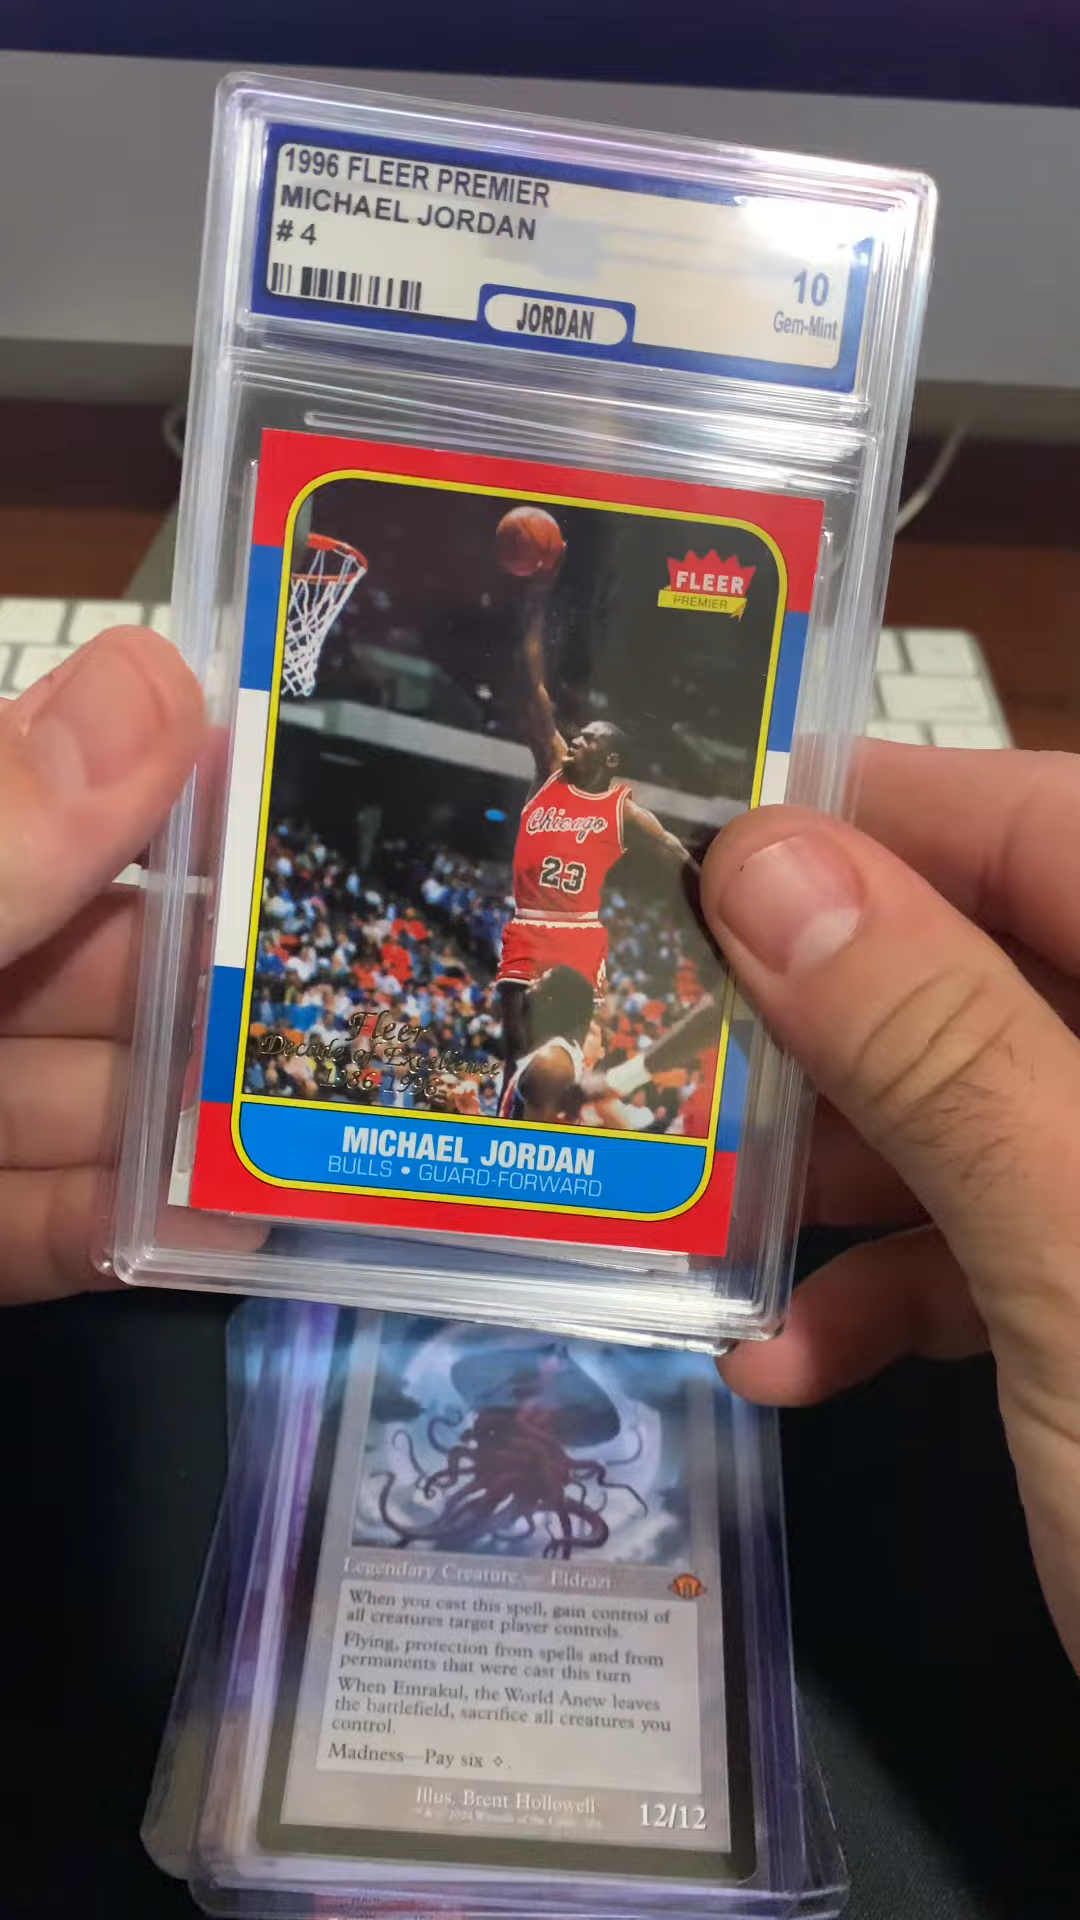 1996 FLEER PREMIER
MICHAEL JORDAN
# 4
10
Gem-Mint
JORDAN
FLEER
PREMIER
Chicago
23
Fleer
Decade of Excellence
1986-1996
MICHAEL JORDAN
BULLS • GUARD-FORWARD
Legendary Creature — Eldrazi
When you cast this spell, gain control of
all creatures target player controls.
Flying, protection from spells and from
permanents that were cast this turn
When Emrakul, the World Anew leaves
the battlefield, sacrifice all creatures you
control.
Madness—Pay six ◇.
Illus. Brent Hollowell
12/12